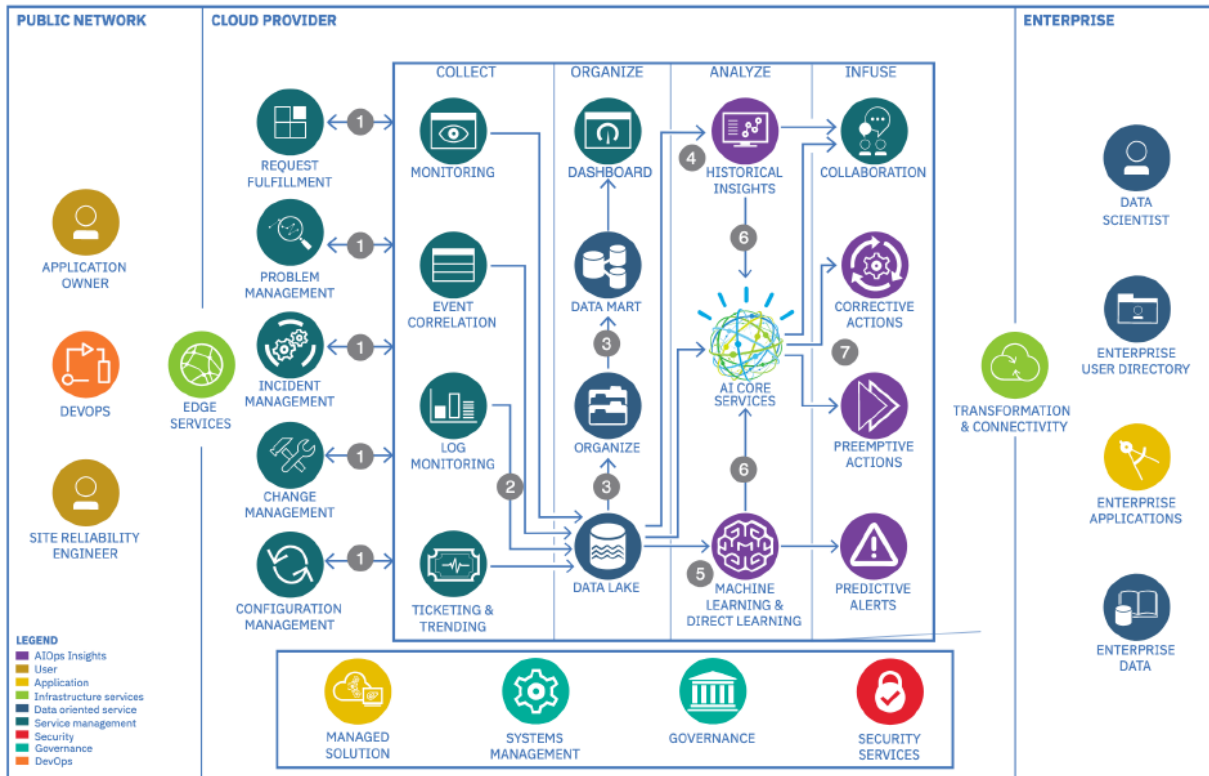 PUBLIC NETWORK
CLOUD PROVIDER
ENTERPRISE
COLLECT
ORGANIZE
ANALYZE
INFUSE
REQUEST
FULFILLMENT
1
MONITORING
DASHBOARD
4
HISTORICAL
INSIGHTS
COLLABORATION
DATA
SCIENTIST
APPLICATION
OWNER
PROBLEM
MANAGEMENT
1
EVENT
CORRELATION
DATA MART
6
CORRECTIVE
ACTIONS
ENTERPRISE
USER DIRECTORY
DEVOPS
EDGE
SERVICES
INCIDENT
MANAGEMENT
1
3
AI CORE
SERVICES
7
TRANSFORMATION
& CONNECTIVITY
LOG
MONITORING
ORGANIZE
PREEMPTIVE
ACTIONS
ENTERPRISE
APPLICATIONS
SITE RELIABILITY
ENGINEER
CHANGE
MANAGEMENT
1
2
3
6
CONFIGURATION
MANAGEMENT
1
TICKETING &
TRENDING
DATA LAKE
5
M
MACHINE
LEARNING &
DIRECT LEARNING
PREDICTIVE
ALERTS
ENTERPRISE
DATA
LEGEND
AIOps Insights
User
Application
Infrastructure services
Data oriented service
Service management
Security
Governance
DevOps
MANAGED
SOLUTION
SYSTEMS
MANAGEMENT
GOVERNANCE
SECURITY
SERVICES